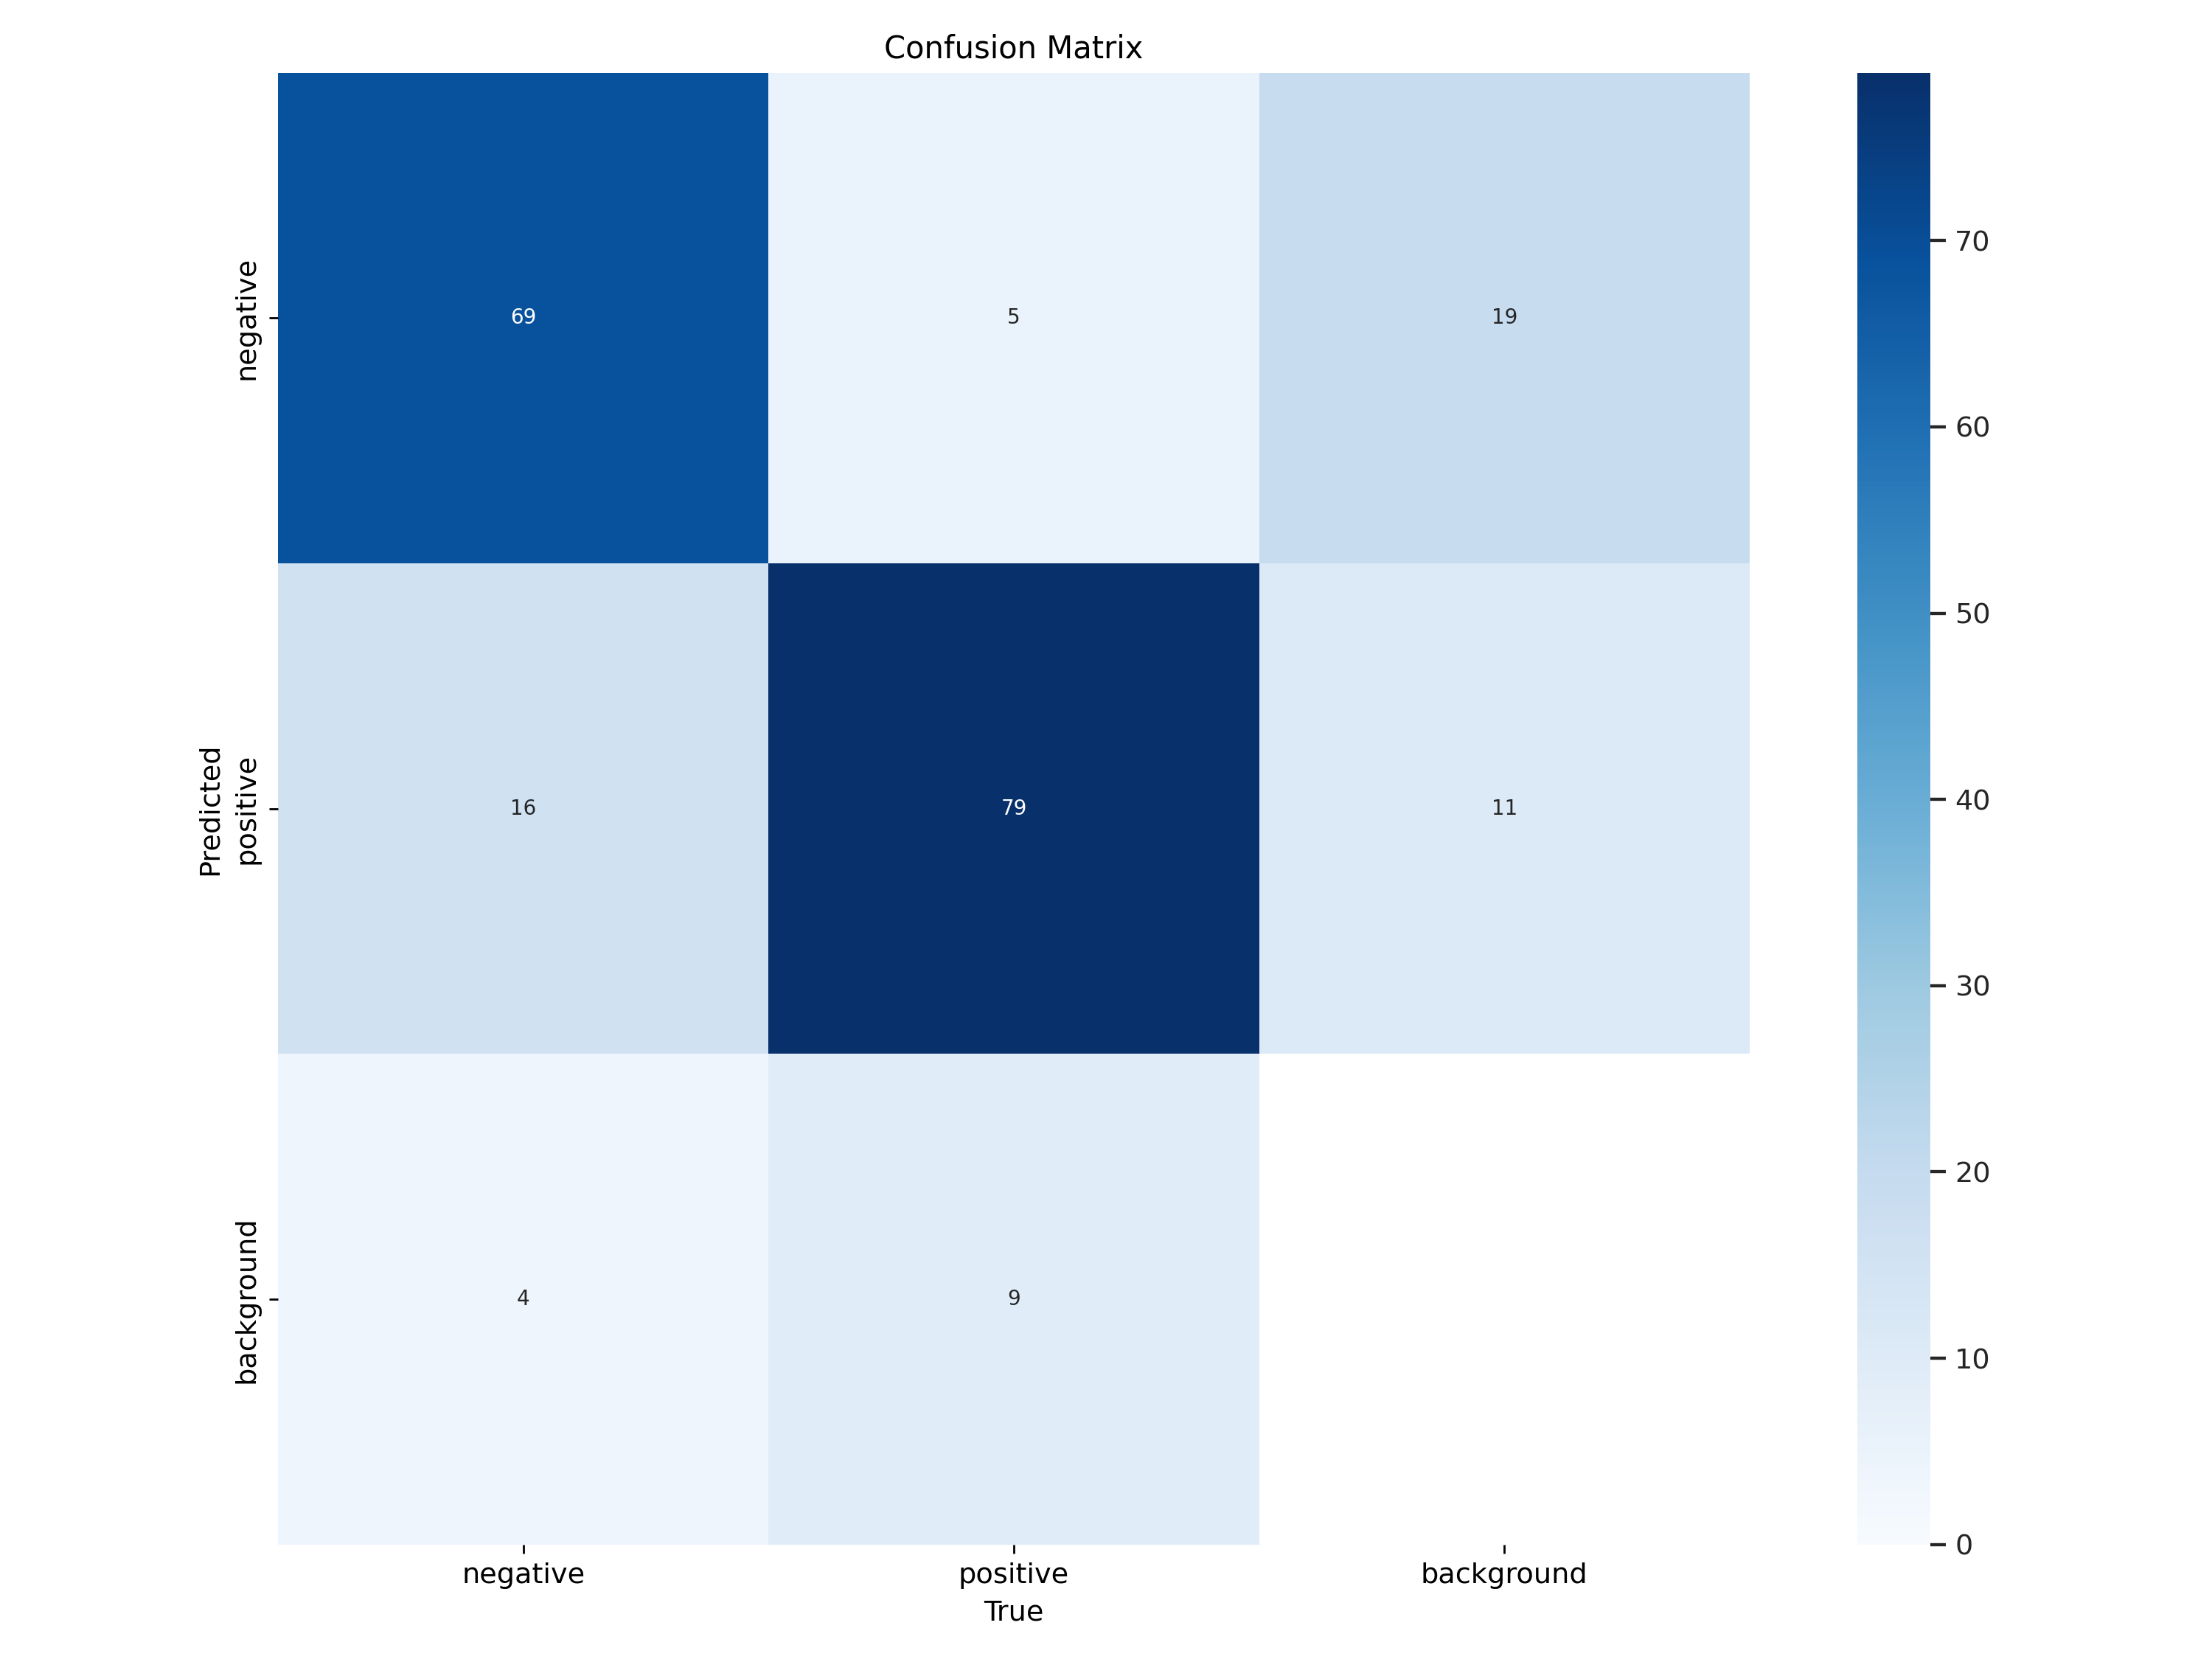 Confusion Matrix
negative
69 5 19
70
60
50
Predicted
positive
16 79 11
40
30
20
background
4 9
10
0
negative positive background
True